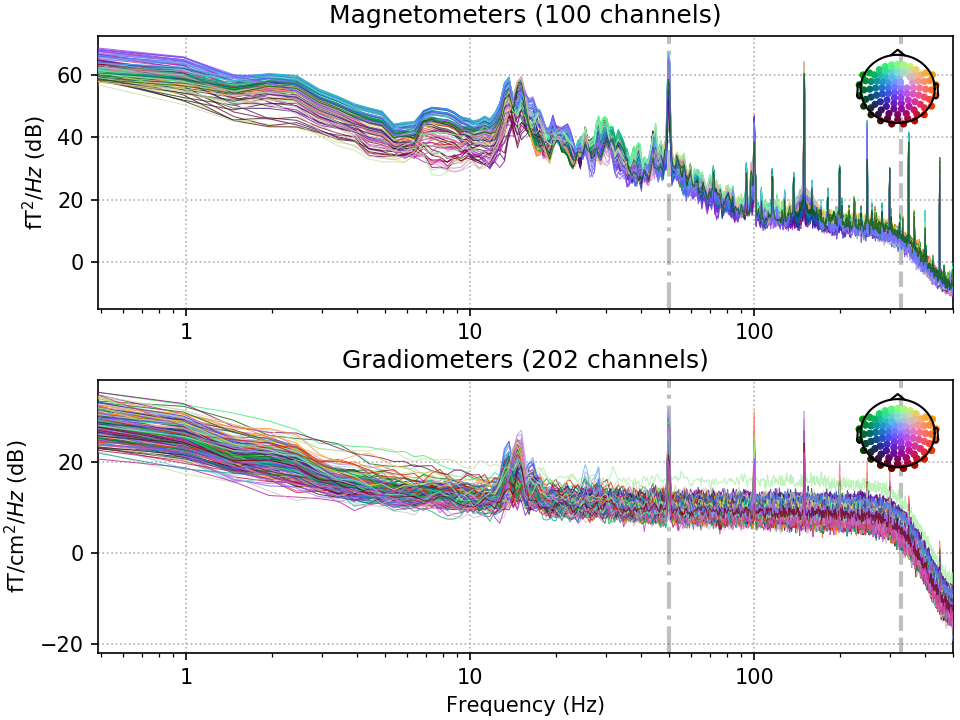 Magnetometers (100 channels)
fT²/Hz (dB)
60
40
20
0
1
10
100
Gradiometers (202 channels)
fT/cm²/Hz (dB)
20
0
−20
1
10
100
Frequency (Hz)